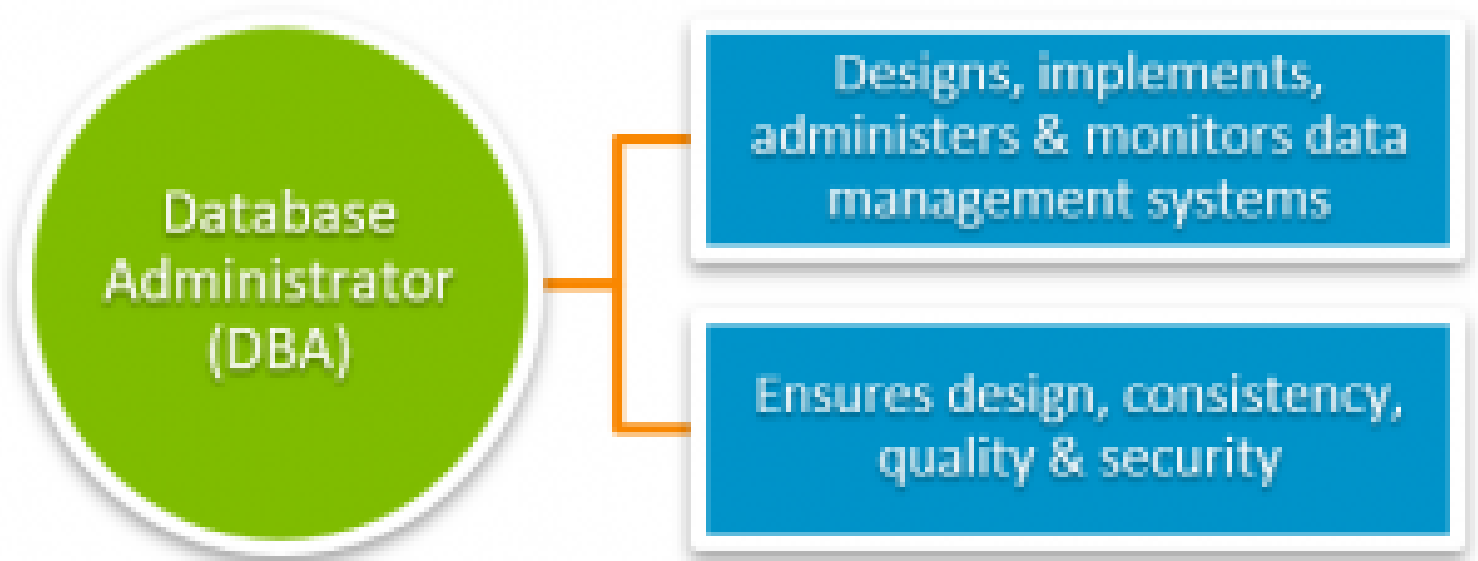 Database
Administrator
(DBA)
Designs, implements,
administers & monitors data
management systems
Ensures design, consistency,
quality & security